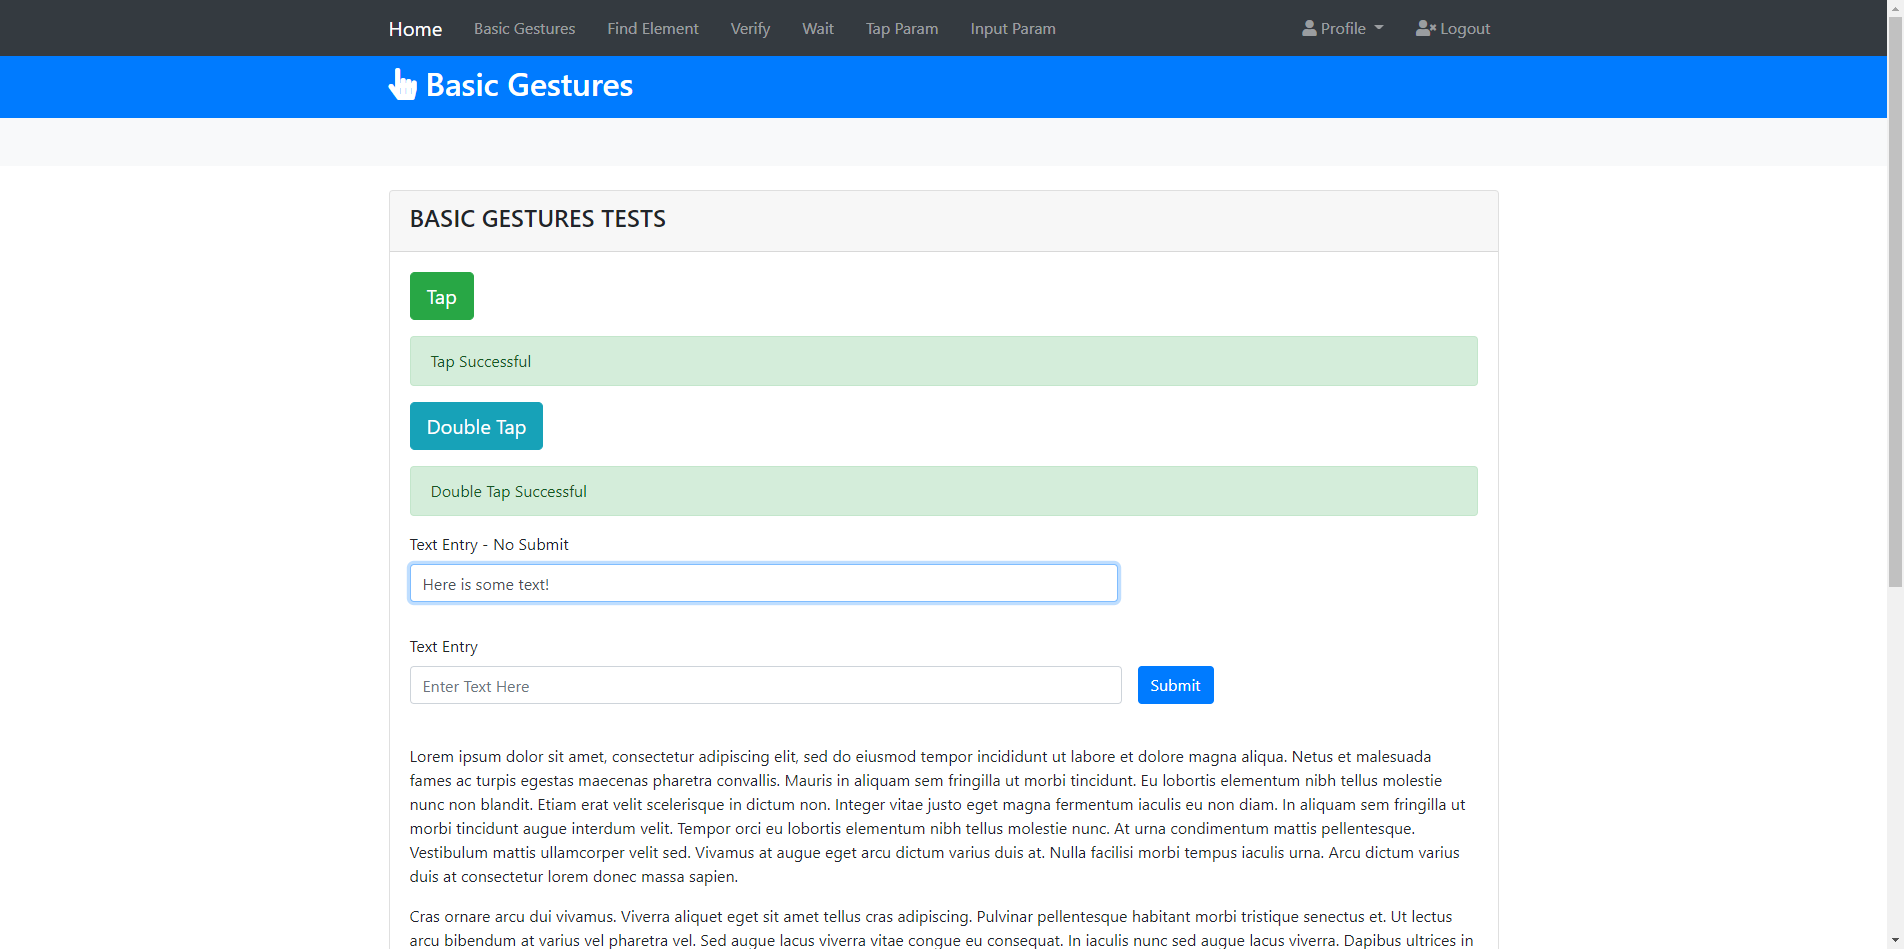 Home Basic Gestures Find Element Verify Wait Tap Param Input Param Profile Logout
Basic Gestures
BASIC GESTURES TESTS
Tap
Tap Successful
Double Tap
Double Tap Successful
Text Entry - No Submit
Here is some text!
Text Entry
Enter Text Here Submit
Lorem ipsum dolor sit amet, consectetur adipiscing elit, sed do eiusmod tempor incididunt ut labore et dolore magna aliqua. Netus et malesuada
fames ac turpis egestas maecenas pharetra convallis. Mauris in aliquam sem fringilla ut morbi tincidunt. Eu lobortis elementum nibh tellus molestie
nunc non blandit. Etiam erat velit scelerisque in dictum non. Integer vitae justo eget magna fermentum iaculis eu non diam. In aliquam sem fringilla ut
morbi tincidunt augue interdum velit. Tempor orci eu lobortis elementum nibh tellus molestie nunc. At urna condimentum mattis pellentesque.
Vestibulum mattis ullamcorper velit sed. Vivamus at augue eget arcu dictum varius duis at. Nulla facilisi morbi tempus iaculis urna. Arcu dictum varius
duis at consectetur lorem donec massa sapien.
Cras ornare arcu dui vivamus. Viverra aliquet eget sit amet tellus cras adipiscing. Pulvinar pellentesque habitant morbi tristique senectus et. Ut lectus
arcu bibendum at varius vel pharetra vel. Sed augue lacus viverra vitae congue eu consequat. In iaculis nunc sed augue lacus viverra. Dapibus ultrices in